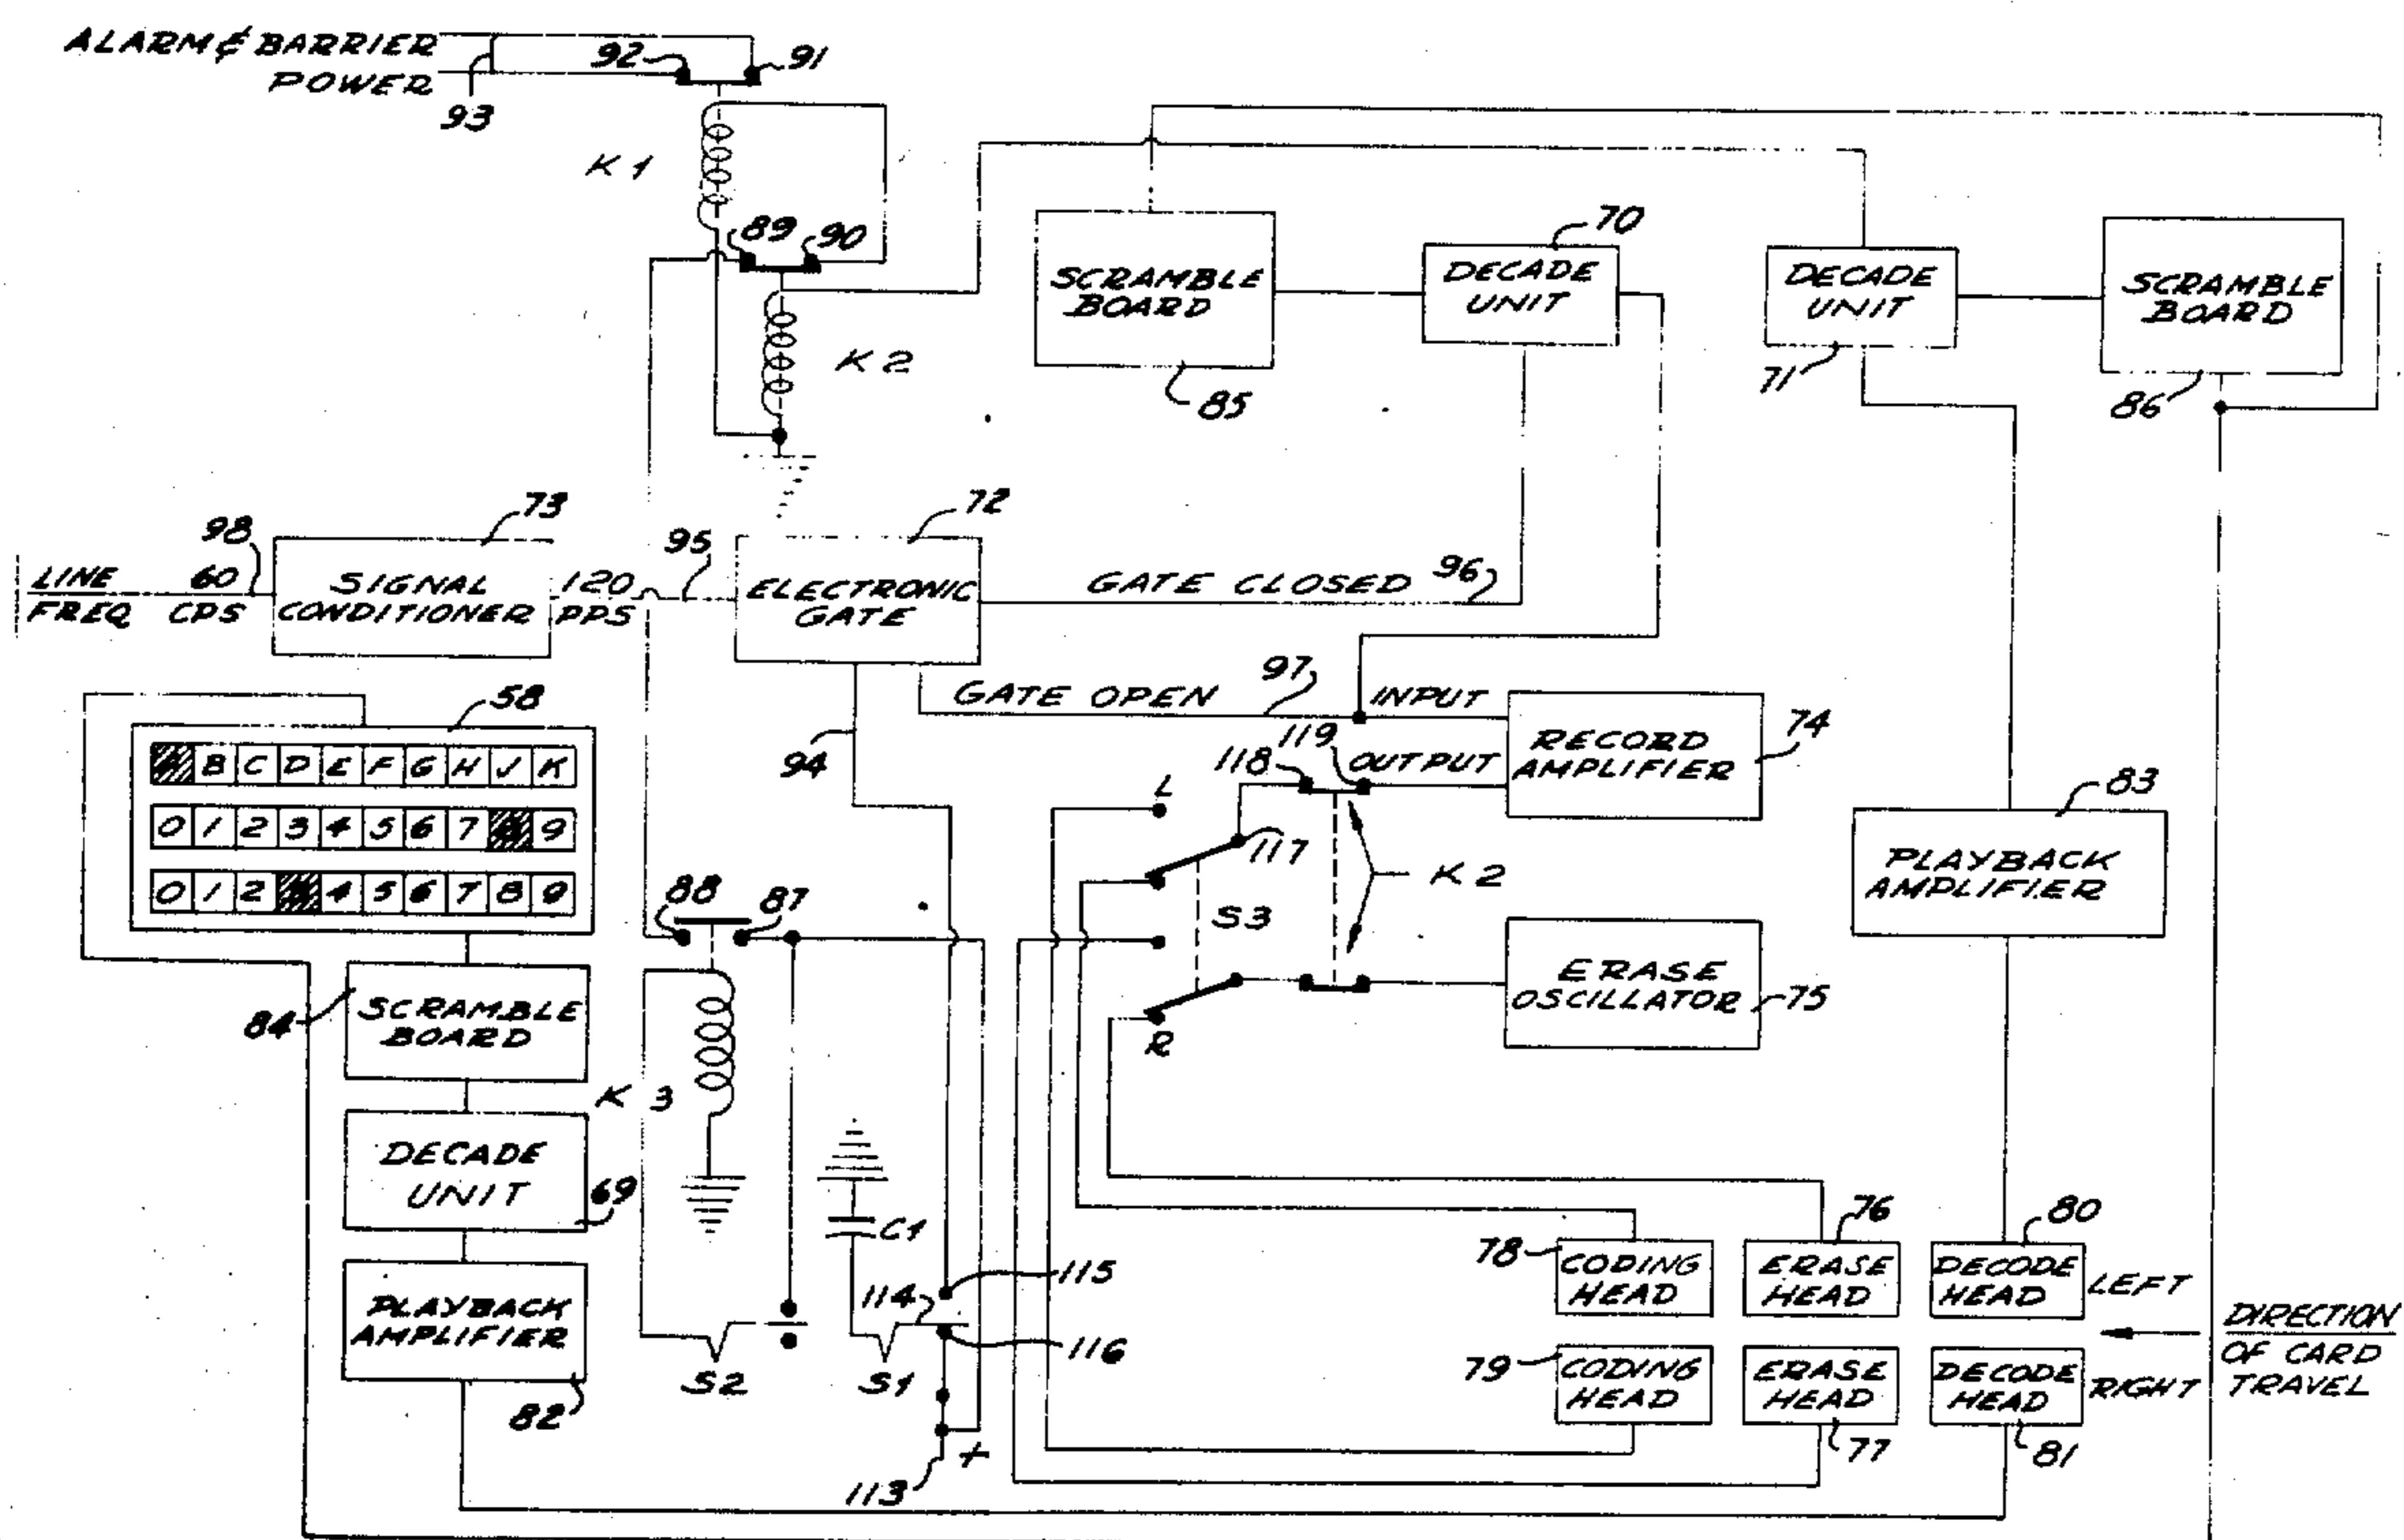 ALARM & BARRIER
POWER
93
92
91
K1
89
90
K2
SCRAMBLE
BOARD
85
70
DECADE
UNIT
DECADE
UNIT
71
SCRAMBLE
BOARD
86
LINE
FREQ
60
CPS
98
73
SIGNAL
CONDITIONER
120
PPS
95
72
ELECTRONIC
GATE
GATE CLOSED
96
GATE OPEN
97
INPUT
94
58
B C D E F G H J K
0 1 2 3 4 5 6 7 9
0 1 2 4 5 6 7 8 9
118
119
OUTPUT
RECORD
AMPLIFIER
74
L
117
K2
S3
R
ERASE
OSCILLATOR
75
83
PLAYBACK
AMPLIFIER
88
87
84
SCRAMBLE
BOARD
K3
DECADE
UNIT
69
C1
PLAYBACK
AMPLIFIER
82
S2
S1
114
115
116
113
+
78
CODING
HEAD
76
ERASE
HEAD
80
DECODE
HEAD
LEFT
79
CODING
HEAD
ERASE
HEAD
77
DECODE
HEAD
81
RIGHT
DIRECTION
OF CARD
TRAVEL